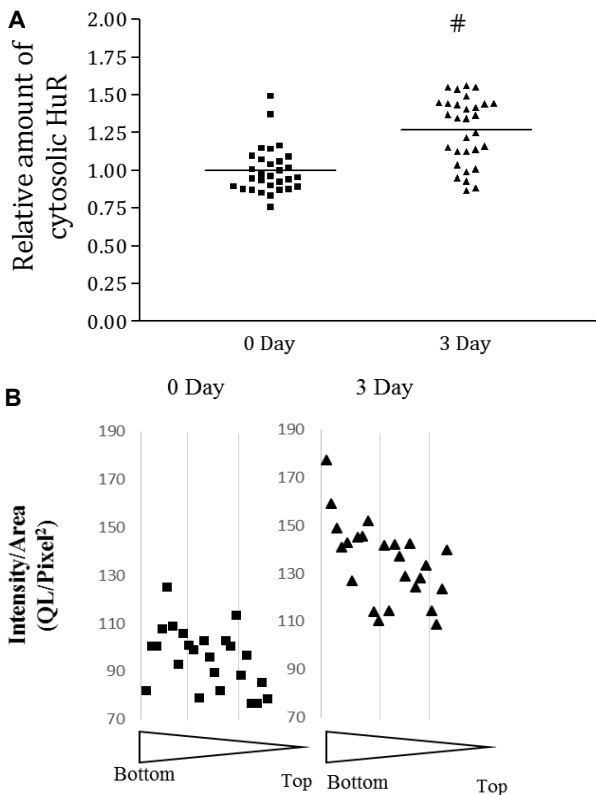 A
Relative amount of
cytosolic HuR
2.00
1.75
1.50
1.25
1.00
0.75
0.50
0.25
0.00
#
0 Day
3 Day
B
0 Day
3 Day
Intensity/Area
(QL/Pixel²)
190
170
150
130
110
90
70
190
170
150
130
110
90
70
Bottom
Top
Bottom
Top